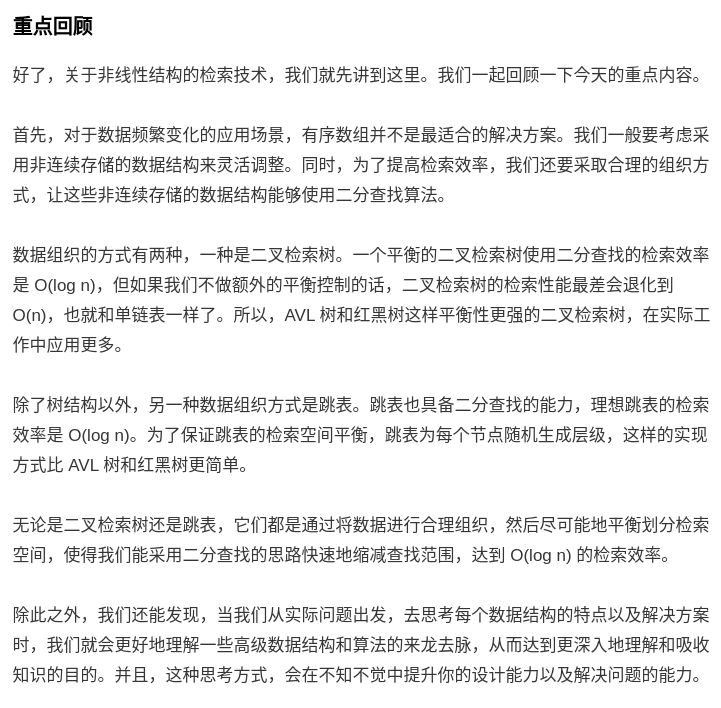 重点回顾
好了，关于非线性结构的检索技术，我们就先讲到这里。我们一起回顾一下今天的重点内容。
首先，对于数据频繁变化的应用场景，有序数组并不是最适合的解决方案。我们一般要考虑采
用非连续存储的数据结构来灵活调整。同时，为了提高检索效率，我们还要采取合理的组织方
式，让这些非连续存储的数据结构能够使用二分查找算法。
数据组织的方式有两种，一种是二叉检索树。一个平衡的二叉检索树使用二分查找的检索效率
是 O(log n)，但如果我们不做额外的平衡控制的话，二叉检索树的检索性能最差会退化到
O(n)，也就和单链表一样了。所以，AVL 树和红黑树这样平衡性更强的二叉检索树，在实际工
作中应用更多。
除了树结构以外，另一种数据组织方式是跳表。跳表也具备二分查找的能力，理想跳表的检索
效率是 O(log n)。为了保证跳表的检索空间平衡，跳表为每个节点随机生成层级，这样的实现
方式比 AVL 树和红黑树更简单。
无论是二叉检索树还是跳表，它们都是通过将数据进行合理组织，然后尽可能地平衡划分检索
空间，使得我们能采用二分查找的思路快速地缩减查找范围，达到 O(log n) 的检索效率。
除此之外，我们还能发现，当我们从实际问题出发，去思考每个数据结构的特点以及解决方案
时，我们就会更好地理解一些高级数据结构和算法的来龙去脉，从而达到更深入地理解和吸收
知识的目的。并且，这种思考方式，会在不知不觉中提升你的设计能力以及解决问题的能力。